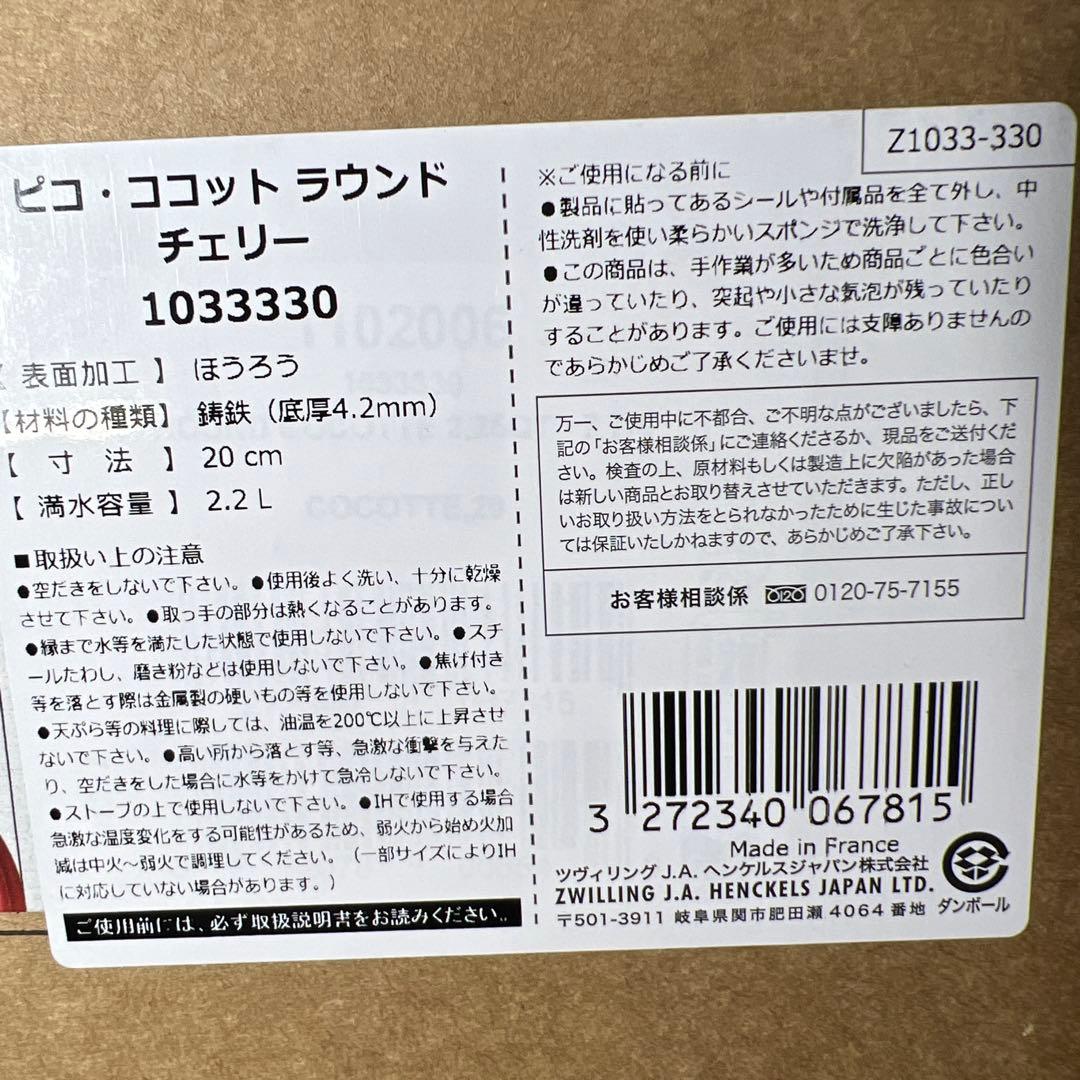 ピコ・ココット ラウンド
チェリー
1033330
【 表面加工 】 ほうろう
【材料の種類】 鋳鉄（底厚4.2mm）
【 寸 法 】 20 cm
【 満水容量 】 2.2 L
■取扱い上の注意
●空だきをしないで下さい。●使用後よく洗い、十分に乾燥
させて下さい。●取っ手の部分は熱くなることがあります。
●縁まで水等を満たした状態で使用しないで下さい。●スチ
ールたわし、磨き粉などは使用しないで下さい。●焦げ付き
等を落とす際は金属製の硬いもの等を使用しないで下さい。
●天ぷら等の料理に際しては、油温を200℃以上に上昇させ
ないで下さい。●高い所から落とす等、急激な衝撃を与えた
り、空だきをした場合に水等をかけて急冷しないで下さい。
●ストーブの上で使用しないで下さい。●IHで使用する場合
急激な温度変化をする可能性があるため、弱火から始め火加
減は中火～弱火で調理してください。（一部サイズによりIH
に対応していない場合があります。）
ご使用前には、必ず取扱説明書をお読みください。
Z1033-330
※ご使用になる前に
●製品に貼ってあるシールや付属品を全て外し、中
性洗剤を使い柔らかいスポンジで洗浄して下さい。
●この商品は、手作業が多いため商品ごとに色合い
が違っていたり、突起や小さな気泡が残っていたり
することがあります。ご使用には支障ありませんの
であらかじめご了承くださいませ。
万一、ご使用中に不都合、ご不明な点がございましたら、下
記の「お客様相談係」にご連絡くださるか、現品をご送付くだ
さい。検査の上、原材料もしくは製造上に欠陥があった場合
は新しい商品とお取り替えさせていただきます。ただし、正し
いお取り扱い方法をとられなかったために生じた事故につい
ては保証いたしかねますので、あらかじめご了承下さい。
お客様相談係 0120 0120-75-7155
3 272340 067815
Made in France
ツヴィリング J.A. ヘンケルスジャパン株式会社
ZWILLING J.A. HENCKELS JAPAN LTD.
〒501-3911 岐阜県関市肥田瀬 4064 番地
ダンボール